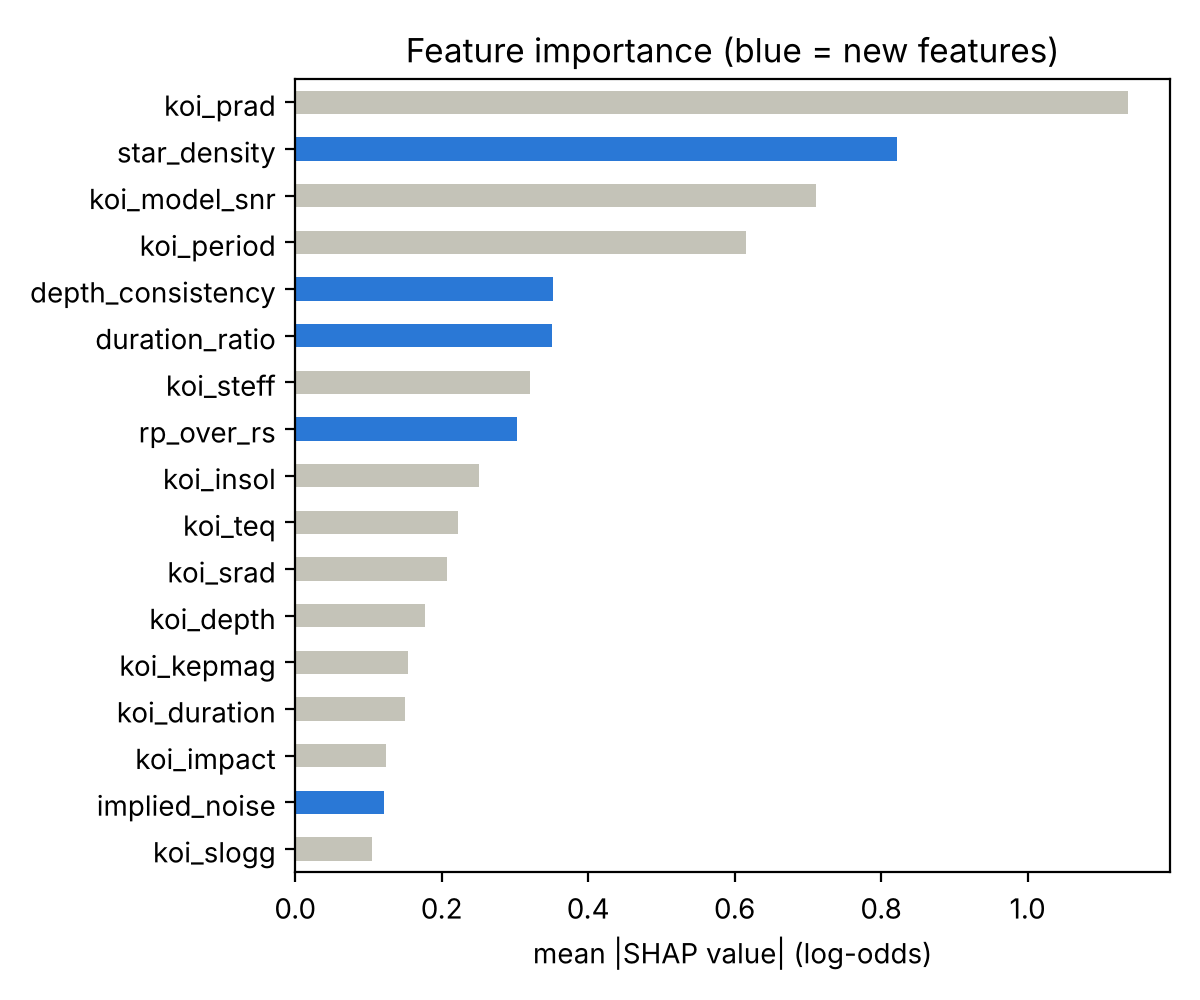 Feature importance (blue = new features)
koi_prad
star_density
koi_model_snr
koi_period
depth_consistency
duration_ratio
koi_steff
rp_over_rs
koi_insol
koi_teq
koi_srad
koi_depth
koi_kepmag
koi_duration
koi_impact
implied_noise
koi_slogg
0.0 0.2 0.4 0.6 0.8 1.0
mean |SHAP value| (log-odds)